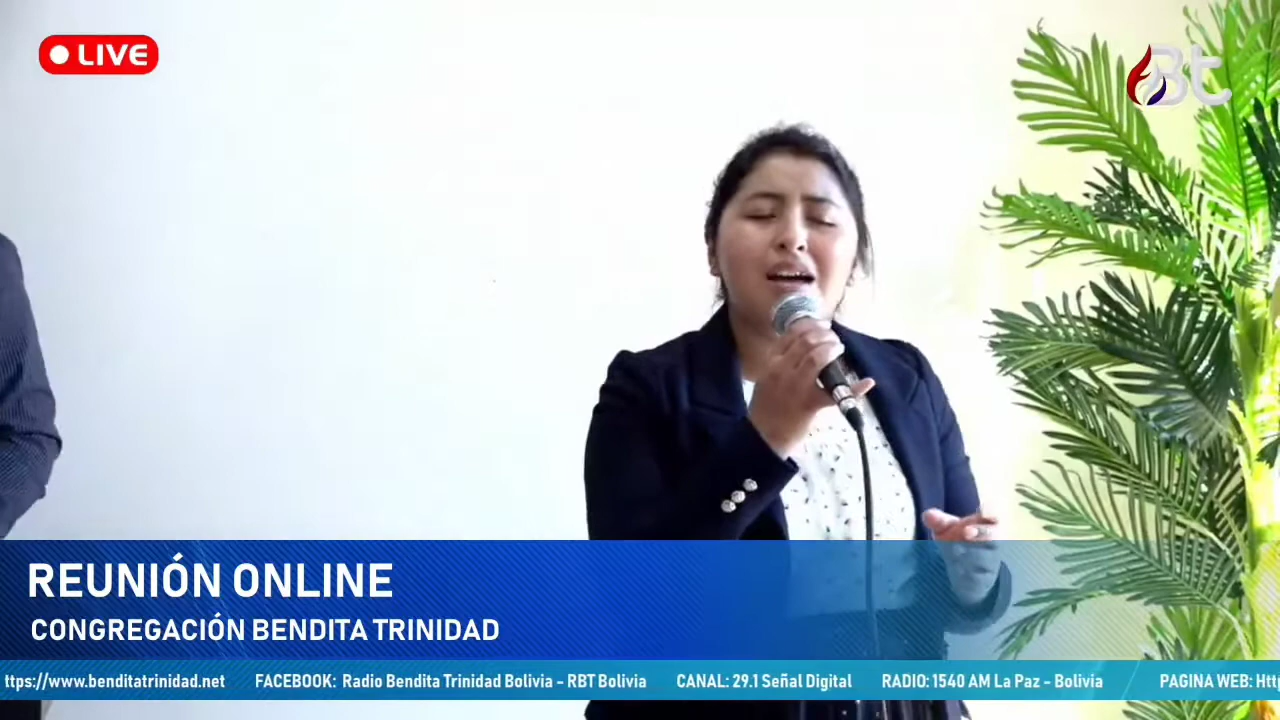 LIVE
Bt
REUNIÓN ONLINE
CONGREGACIÓN BENDITA TRINIDAD
ttps://www.benditatrinidad.net FACEBOOK: Radio Bendita Trinidad Bolivia - RBT Bolivia CANAL: 29.1 Señal Digital RADIO: 1540 AM La Paz - Bolivia PAGINA WEB: Htt